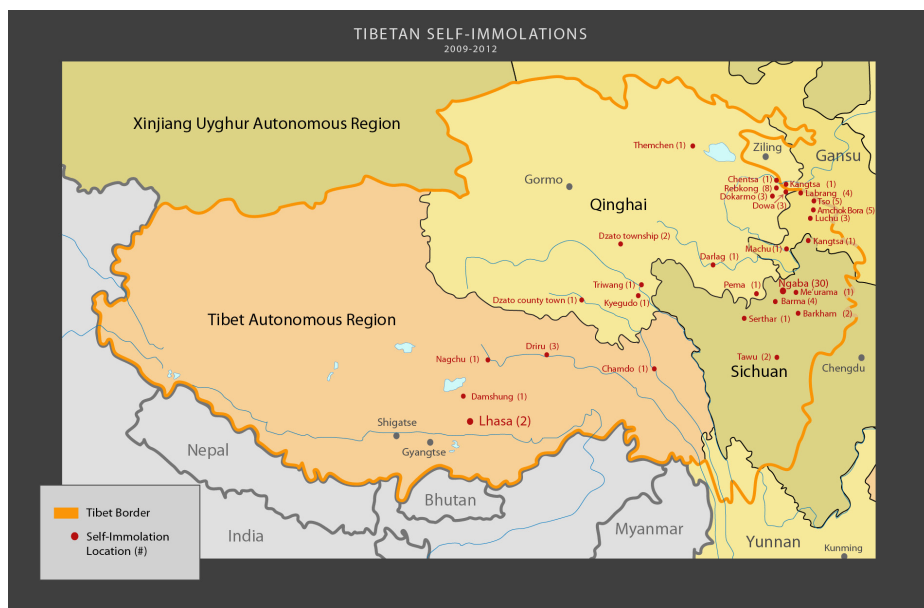 TIBETAN SELF-IMMOLATIONS
2009-2012
Xinjiang Uyghur Autonomous Region
Themchen (1)
Ziling
Gansu
Gormo
Chentsa (1)
Kangtsa (1)
Rebkong (8)
Labrang (4)
Dokarmo (3)
Tso (5)
Qinghai
Dowa (3)
Amchok Bora (5)
Luchu (3)
Dzato township (2)
Machu (1)
Kangtsa (1)
Darlag (1)
Triwang (1)
Pema (1)
Ngaba (30)
Me'urama (1)
Dzato county town (1)
Kyegudo (1)
Barma (4)
Tibet Autonomous Region
Serthar (1)
Barkham (2)
Driru (3)
Nagchu (1)
Tawu (2)
Chamdo (1)
Sichuan
Chengdu
Damshung (1)
Lhasa (2)
Shigatse
Gyangtse
Nepal
Bhutan
India
Myanmar
Yunnan
Kunming
Tibet Border
Self-Immolation
Location (#)